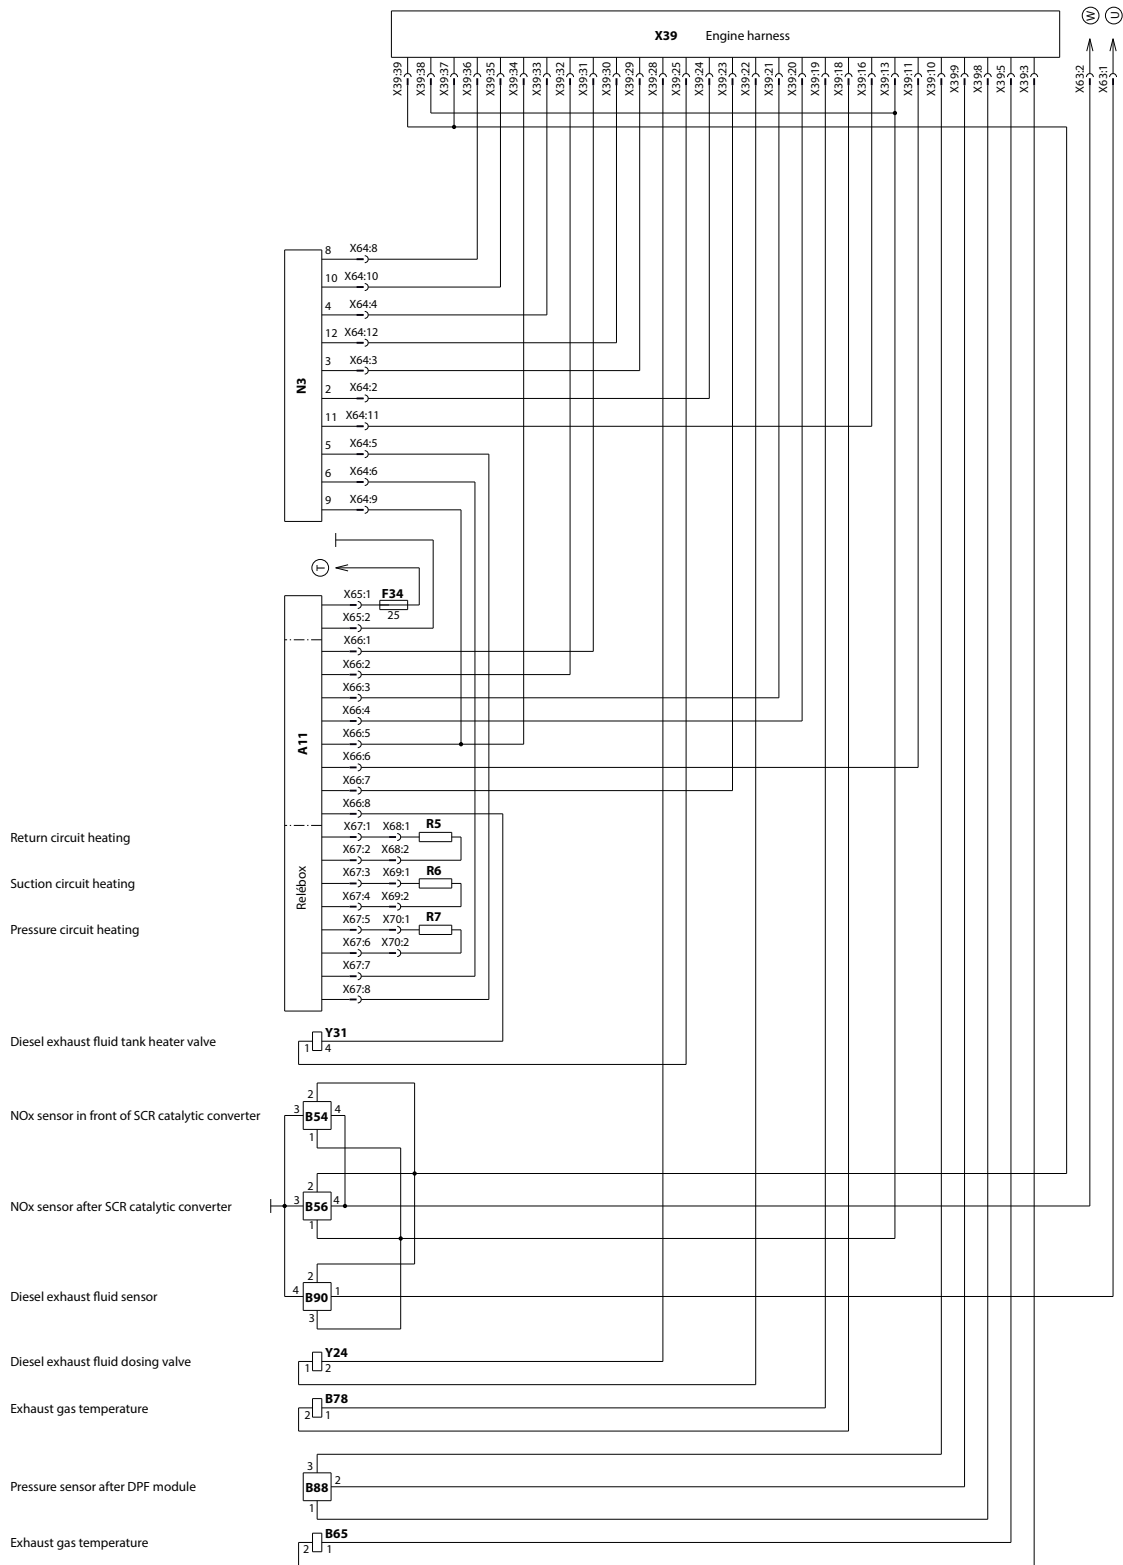 W U
X39 Engine harness
X39:39 X39:38 X39:37 X39:36 X39:35 X39:34 X39:33 X39:32 X39:31 X39:30 X39:29 X39:28 X39:25 X39:24 X39:23 X39:22 X39:21 X39:20 X39:19 X39:18 X39:16 X39:13 X39:11 X39:10 X39:9 X39:8 X39:5 X39:3 X63:2 X63:1
8 X64:8
10 X64:10
4 X64:4
12 X64:12
3 X64:3
N3
2 X64:2
11 X64:11
5 X64:5
6 X64:6
9 X64:9
T
X65:1 F34
25
X65:2
X66:1
X66:2
X66:3
X66:4
A11
X66:5
X66:6
X66:7
X66:8
X67:1 X68:1 R5
Return circuit heating
X67:2 X68:2
X67:3 X69:1 R6
Suction circuit heating
Relébox
X67:4 X69:2
X67:5 X70:1 R7
Pressure circuit heating
X67:6 X70:2
X67:7
X67:8
Y31
Diesel exhaust fluid tank heater valve
1 4
2
NOx sensor in front of SCR catalytic converter 3 B54 4
1
2
NOx sensor after SCR catalytic converter 3 B56 4
1
2
Diesel exhaust fluid sensor 4 B90 1
3
Y24
Diesel exhaust fluid dosing valve
1 2
B78
Exhaust gas temperature
2 1
3
Pressure sensor after DPF module B88 2
1
B65
Exhaust gas temperature
2 1